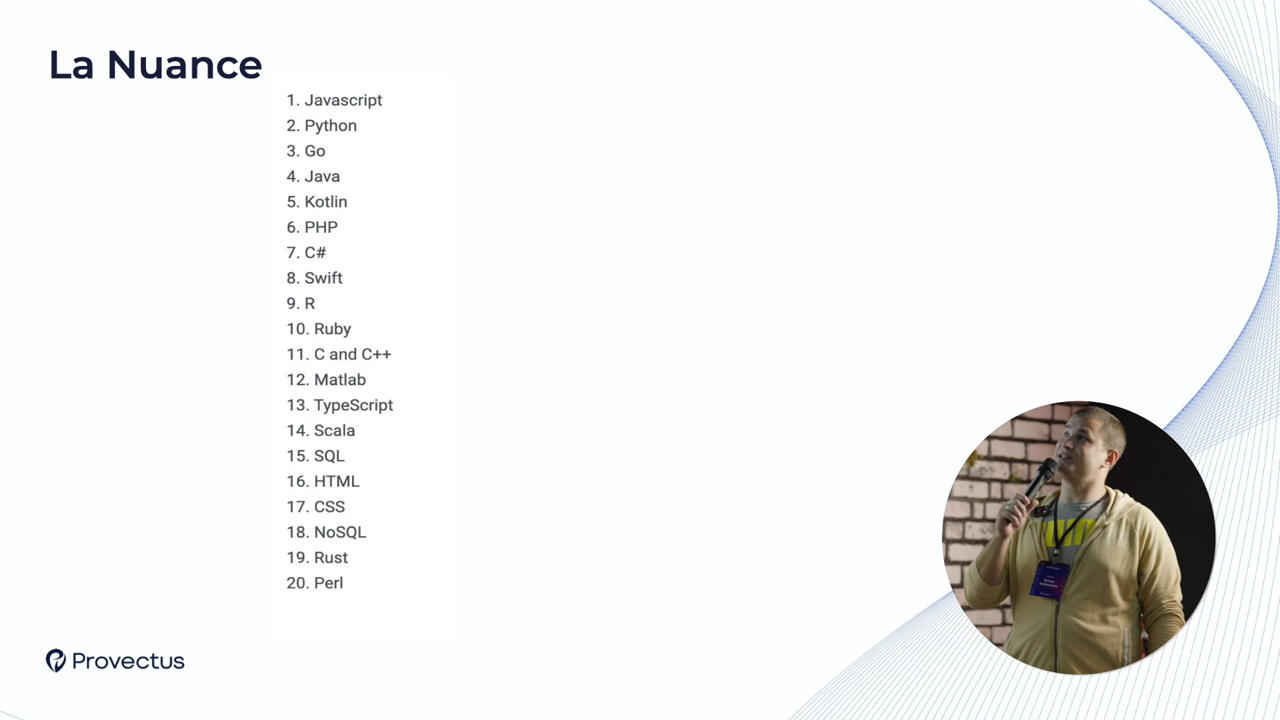 La Nuance
1. Javascript
2. Python
3. Go
4. Java
5. Kotlin
6. PHP
7. C#
8. Swift
9. R
10. Ruby
11. C and C++
12. Matlab
13. TypeScript
14. Scala
15. SQL
16. HTML
17. CSS
18. NoSQL
19. Rust
20. Perl
Provectus